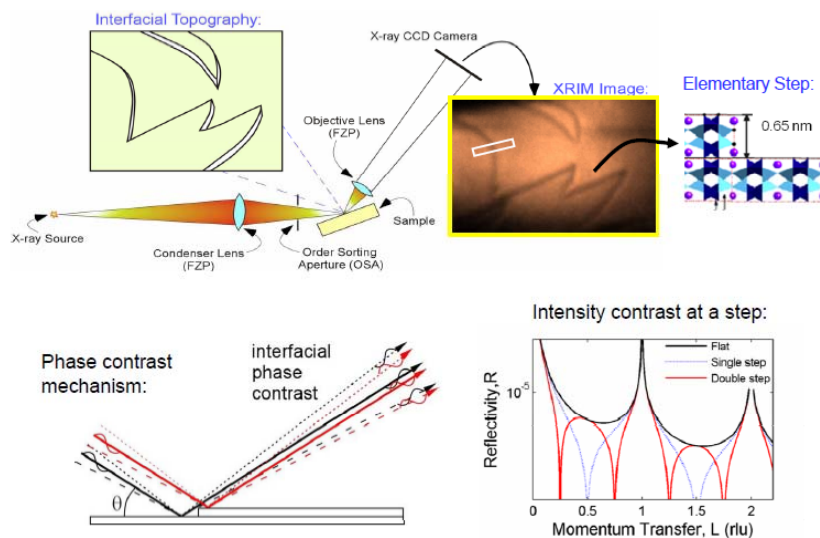 Interfacial Topography:
X-ray CCD Camera
XRIM Image:
Elementary Step:
0.65 nm
Objective Lens
(FZP)
Sample
X-ray Source
Condenser Lens
(FZP)
Order Sorting
Aperture (OSA)
Phase contrast
mechanism:
interfacial
phase
contrast
θ
Intensity contrast at a step:
Flat
Single step
Double step
Reflectivity,R
10-5
0
0.5
1
1.5
2
Momentum Transfer, L (rlu)